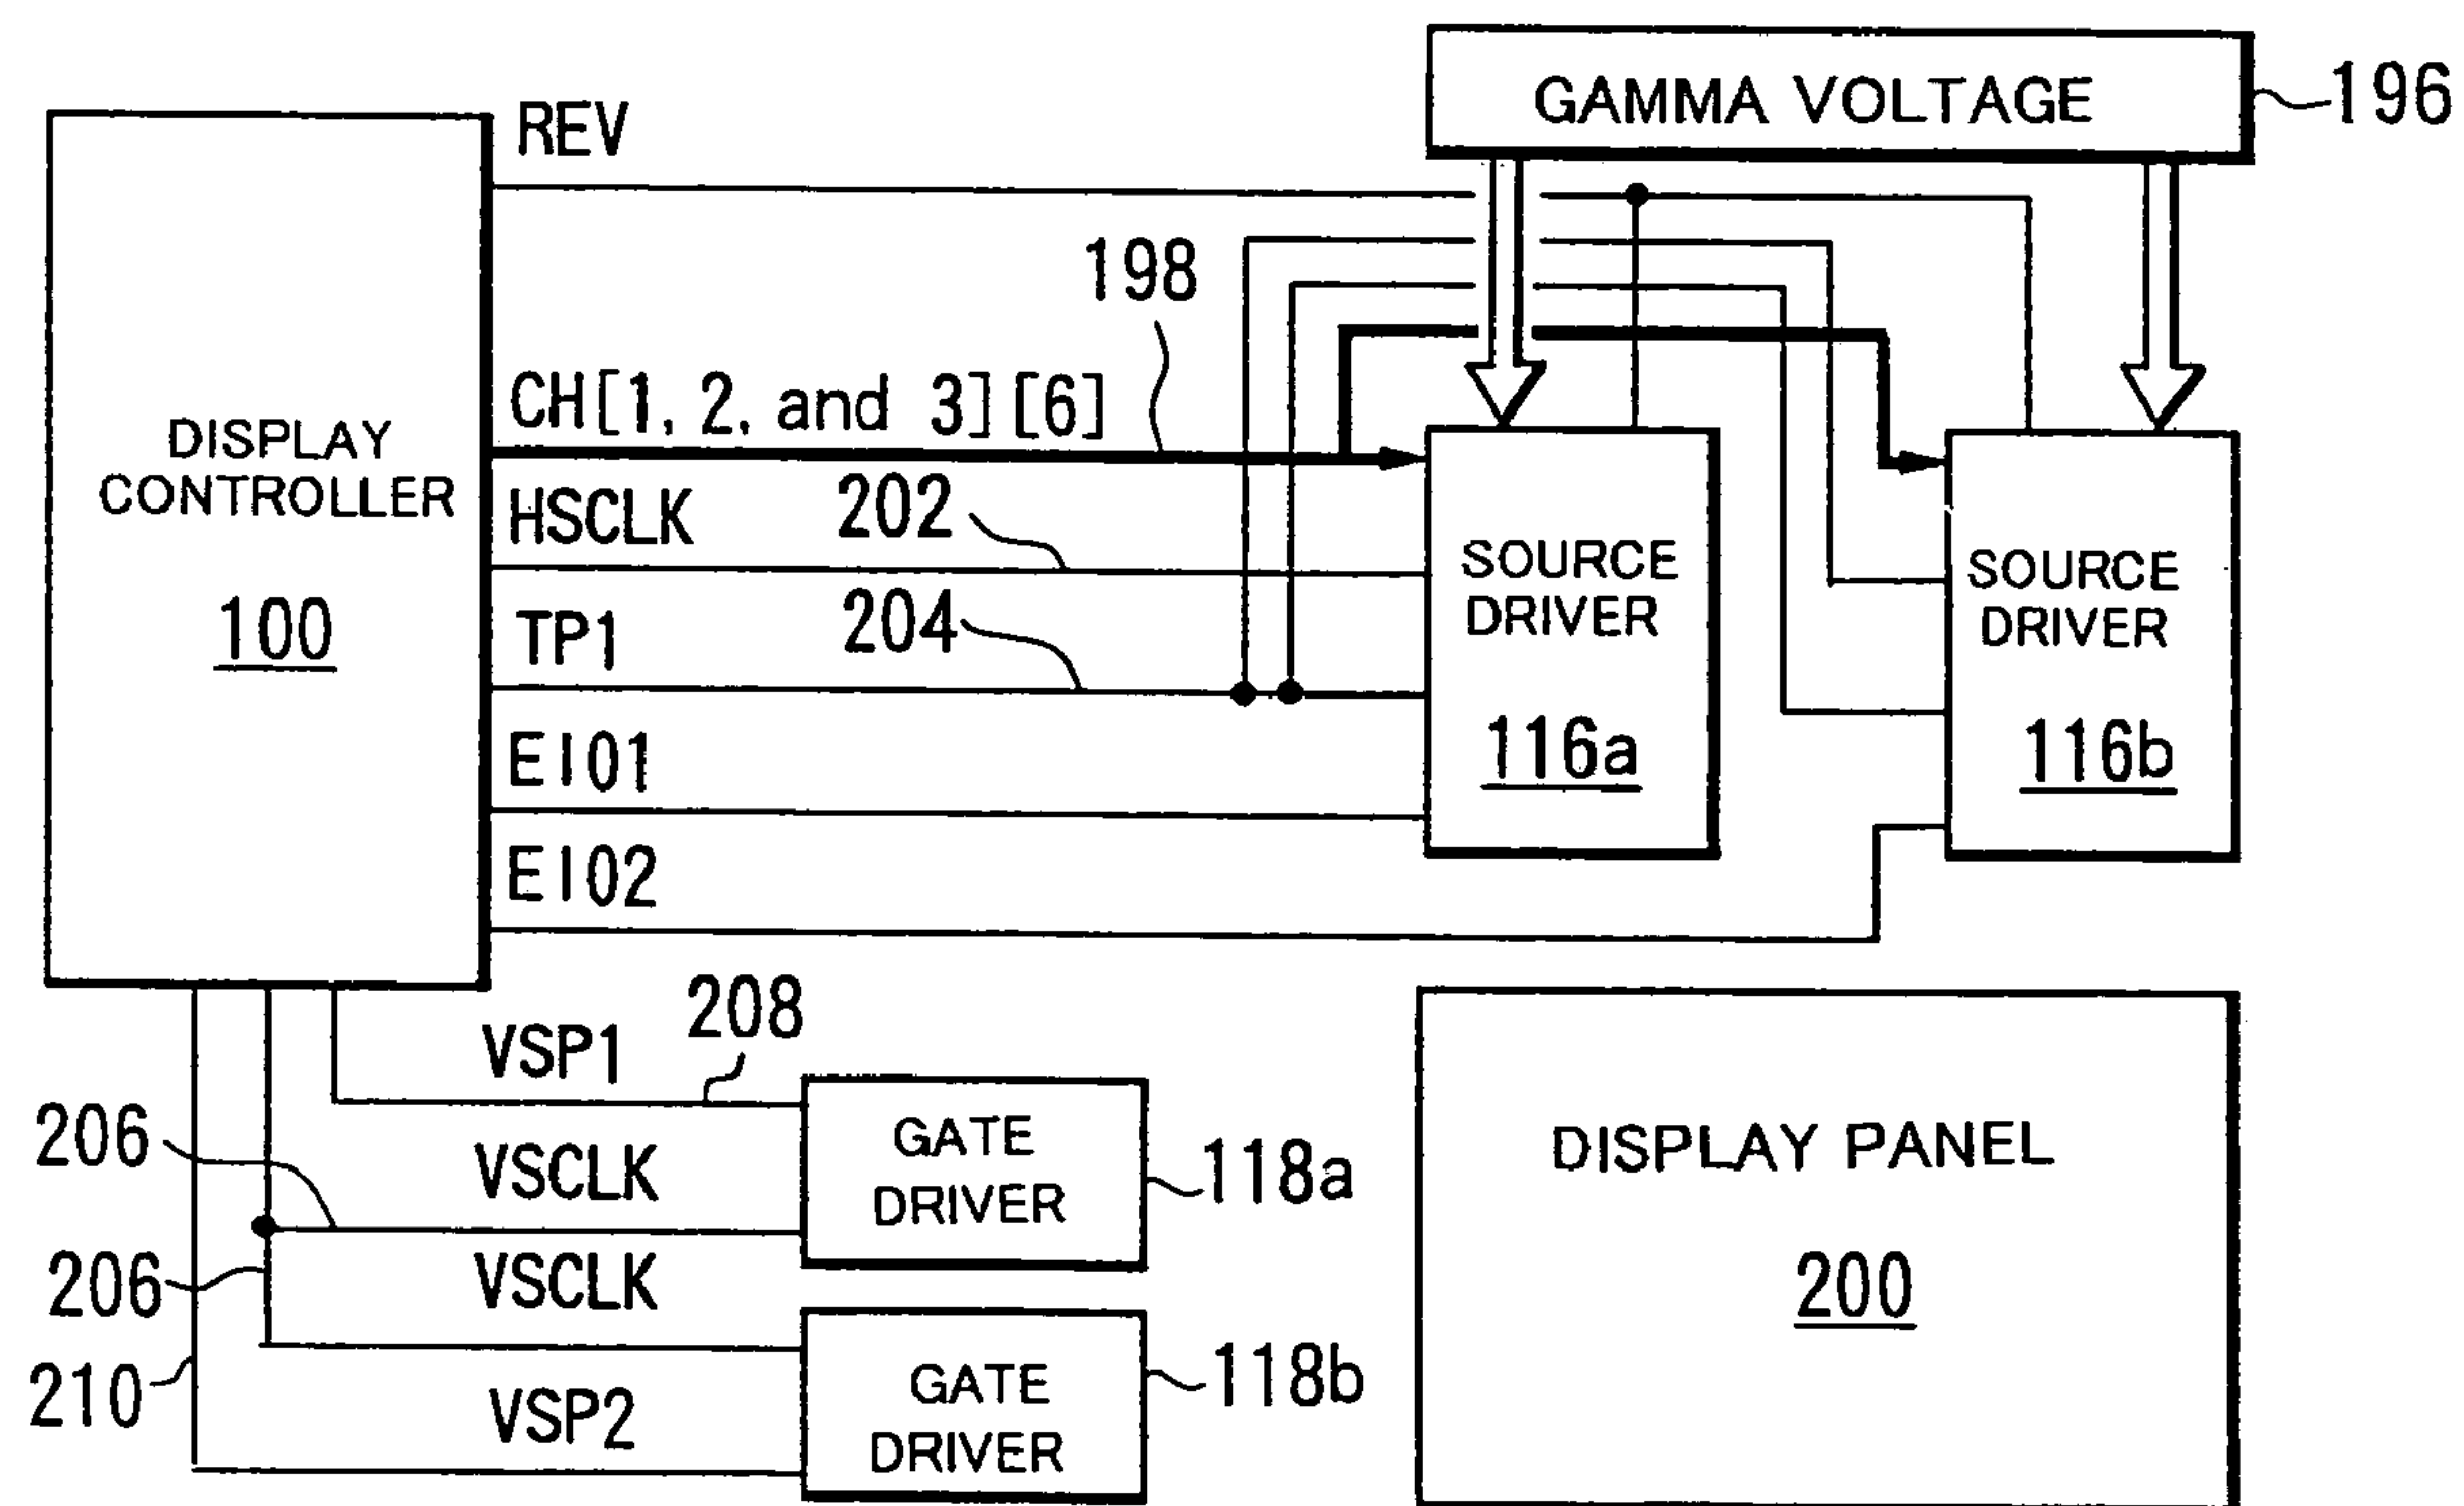 GAMMA VOLTAGE
196
REV
198
CH[1, 2, and 3][6]
DISPLAY
CONTROLLER
100
HSCLK
202
TP1
204
SOURCE
DRIVER
116a
SOURCE
DRIVER
116b
EIO1
EIO2
VSP1
208
206
VSCLK
GATE
DRIVER
118a
206
VSCLK
210
VSP2
GATE
DRIVER
118b
DISPLAY PANEL
200